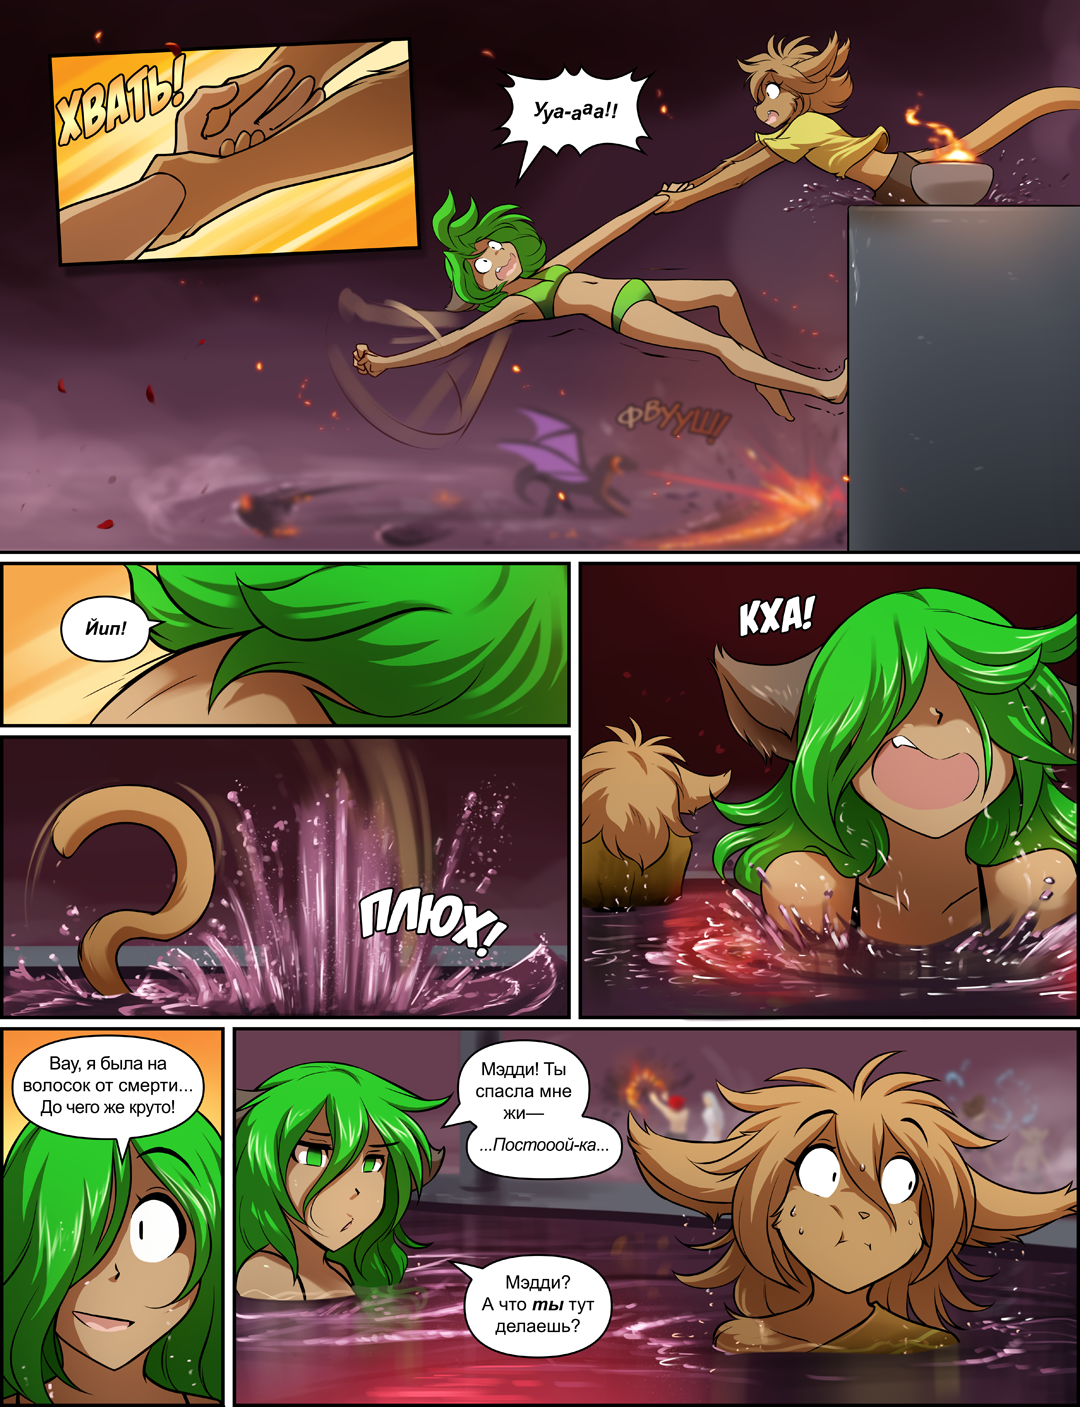 ХВАТЬ!
Ууа-ааа!!
ФВУУШ!
Йип!
КХА!
ПЛЮХ!
Вау, я была на
волосок от смерти...
До чего же круто!
Мэдди! Ты
спасла мне
жи—
...Постооой-ка...
Мэдди?
А что ты тут
делаешь?